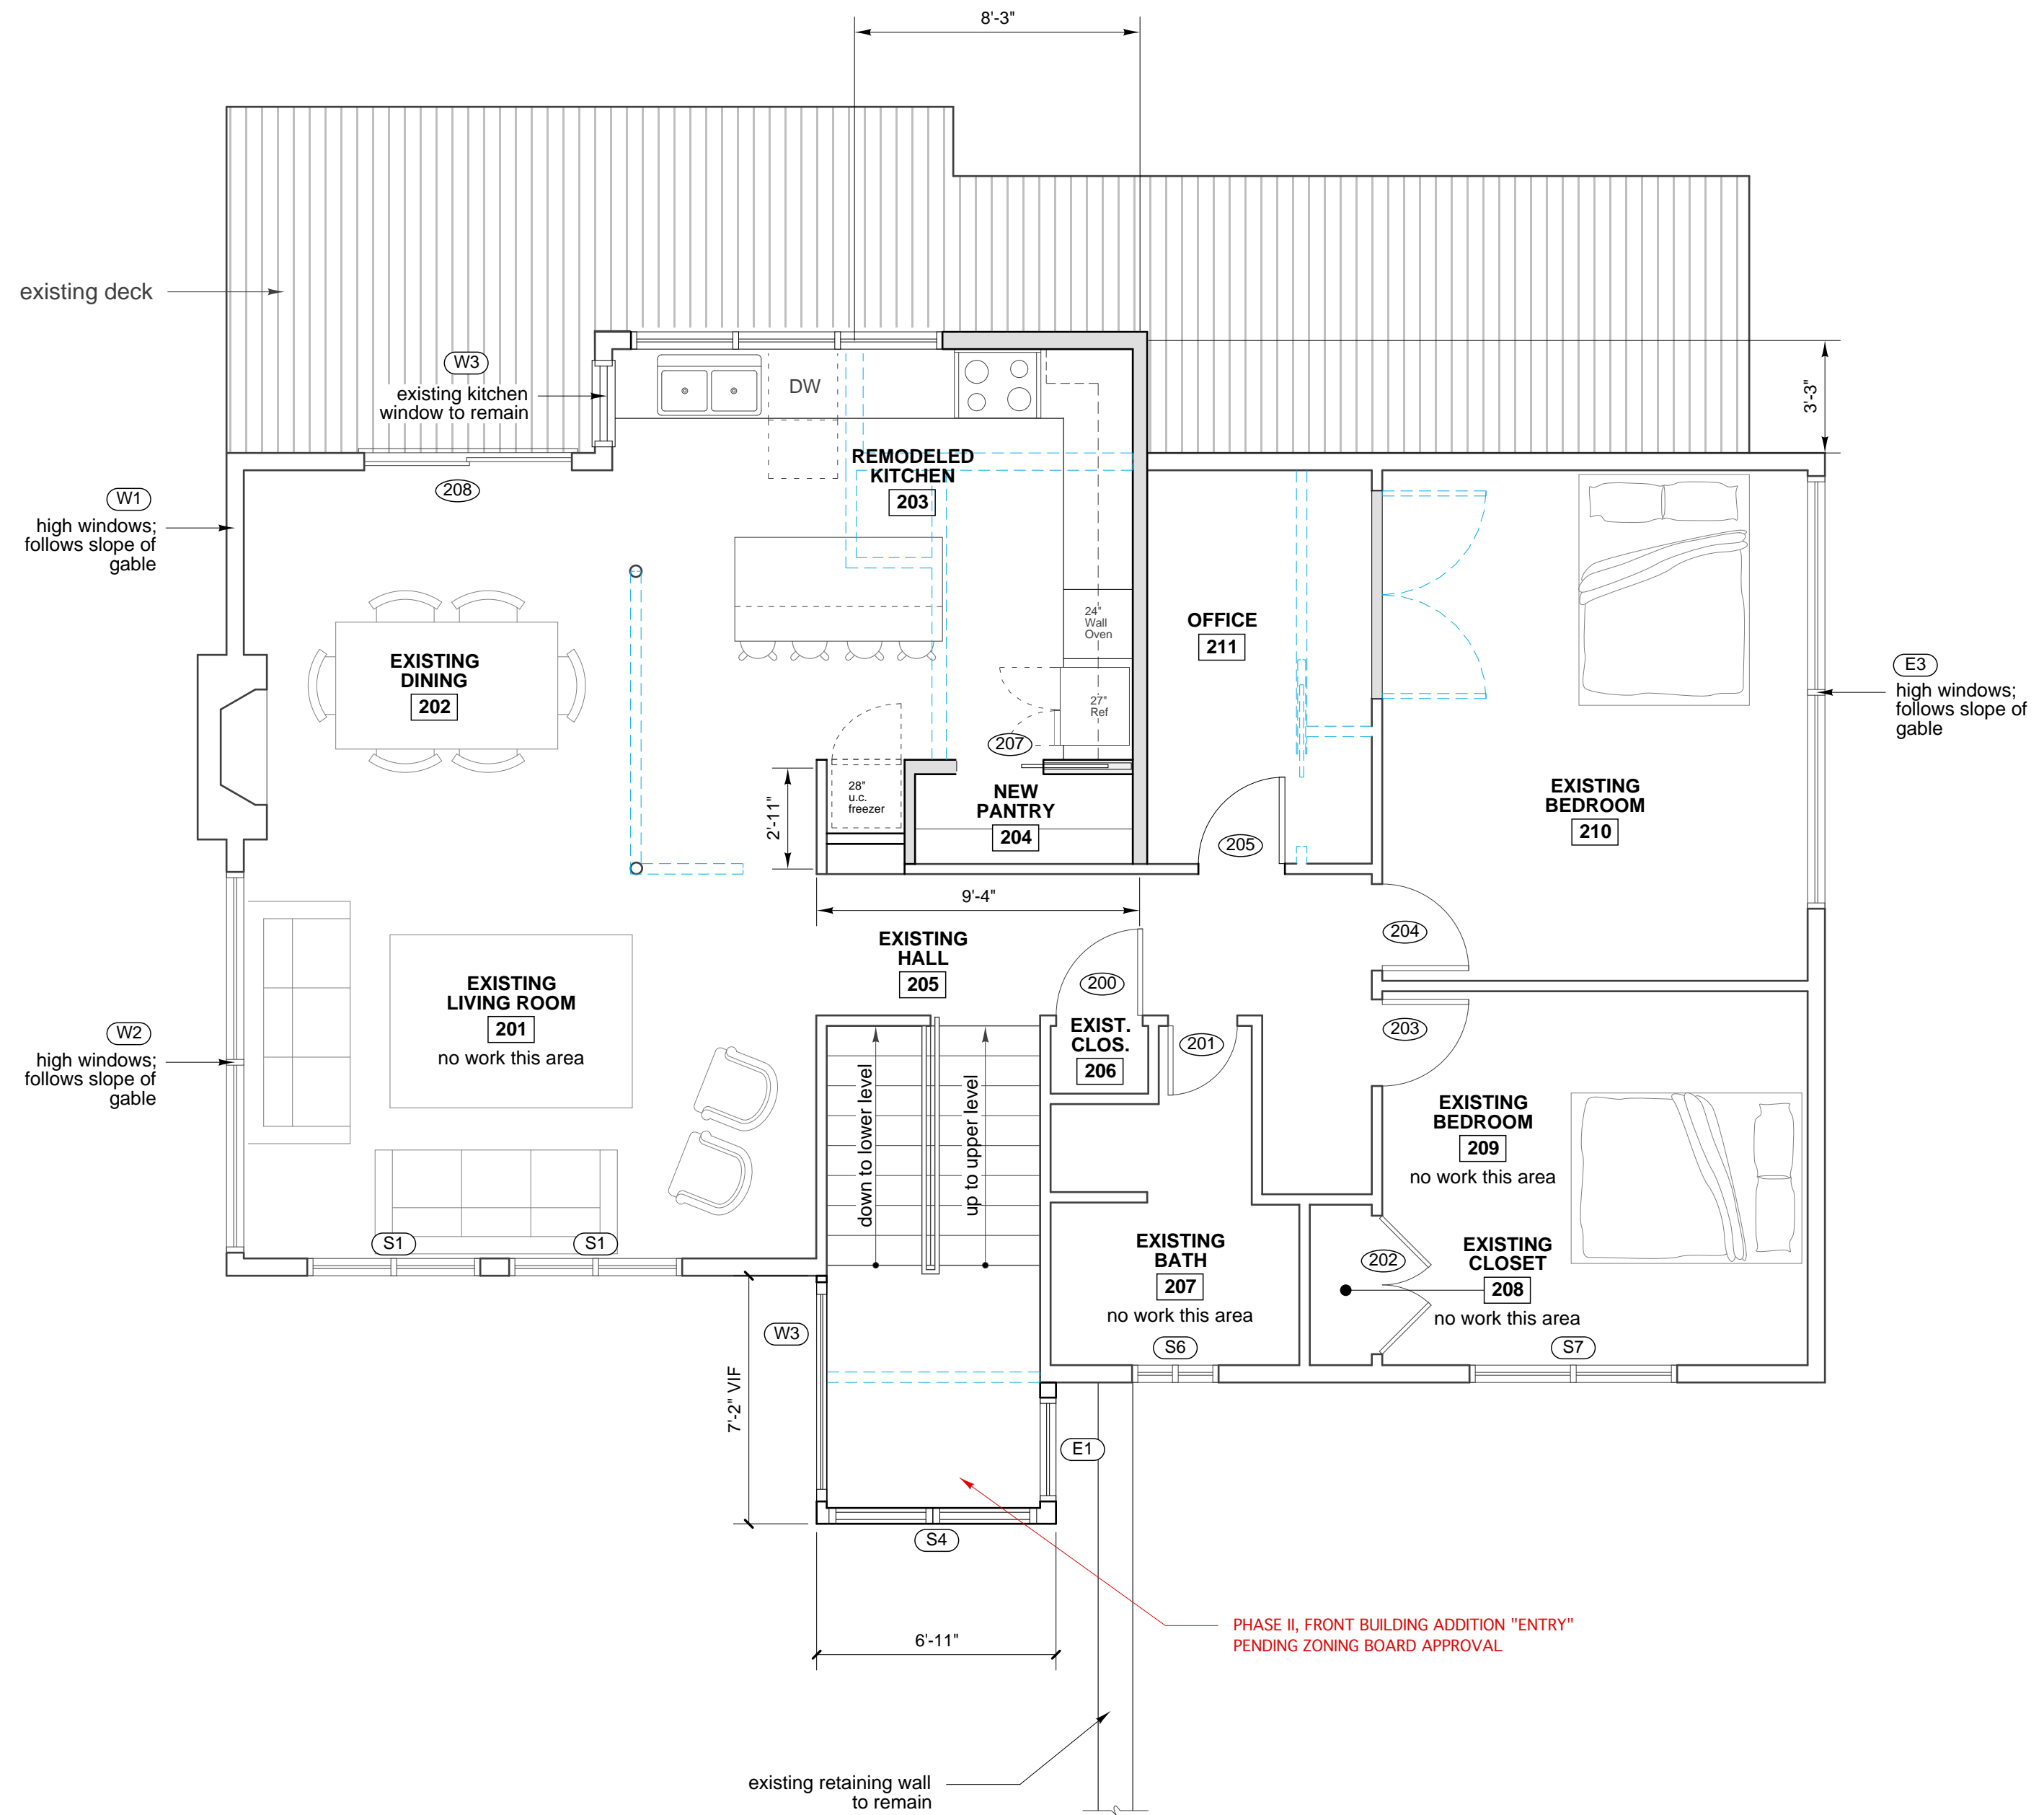 8'-3"
existing deck
W3
existing kitchen
window to remain
DW
3'-3"
REMODELED
KITCHEN
203
208
W1
high windows;
follows slope of
gable
24"
Wall
Oven
OFFICE
211
EXISTING
DINING
202
E3
high windows;
follows slope of
gable
27"
Ref
207
28"
u.c.
freezer
2'-11"
NEW
PANTRY
204
EXISTING
BEDROOM
210
205
9'-4"
204
EXISTING
HALL
205
200
EXISTING
LIVING ROOM
201
no work this area
W2
high windows;
follows slope of
gable
EXIST.
CLOS.
206
201
203
down to lower level
up to upper level
EXISTING
BEDROOM
209
no work this area
S1
S1
EXISTING
BATH
207
no work this area
202
EXISTING
CLOSET
208
no work this area
W3
S6
S7
7'-2" VIF
E1
S4
PHASE II, FRONT BUILDING ADDITION "ENTRY"
PENDING ZONING BOARD APPROVAL
6'-11"
existing retaining wall
to remain